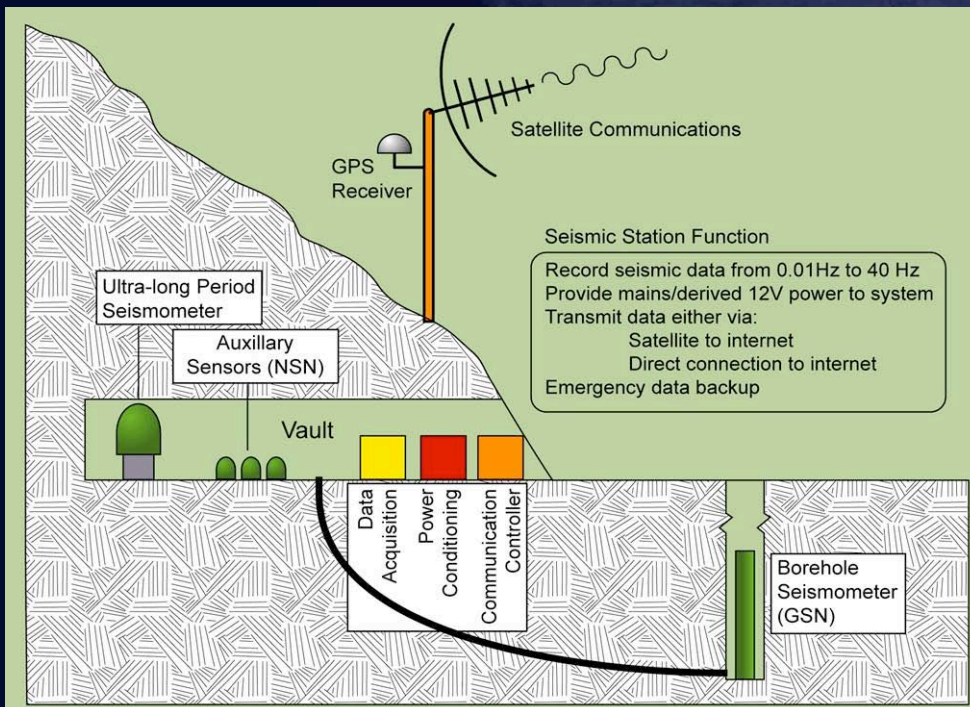 Satellite Communications
GPS
Receiver
Seismic Station Function
Record seismic data from 0.01Hz to 40 Hz
Provide mains/derived 12V power to system
Transmit data either via:
Satellite to internet
Direct connection to internet
Emergency data backup
Ultra-long Period
Seismometer
Auxillary
Sensors (NSN)
Vault
Data
Acquisition
Power
Conditioning
Communication
Controller
Borehole
Seismometer
(GSN)